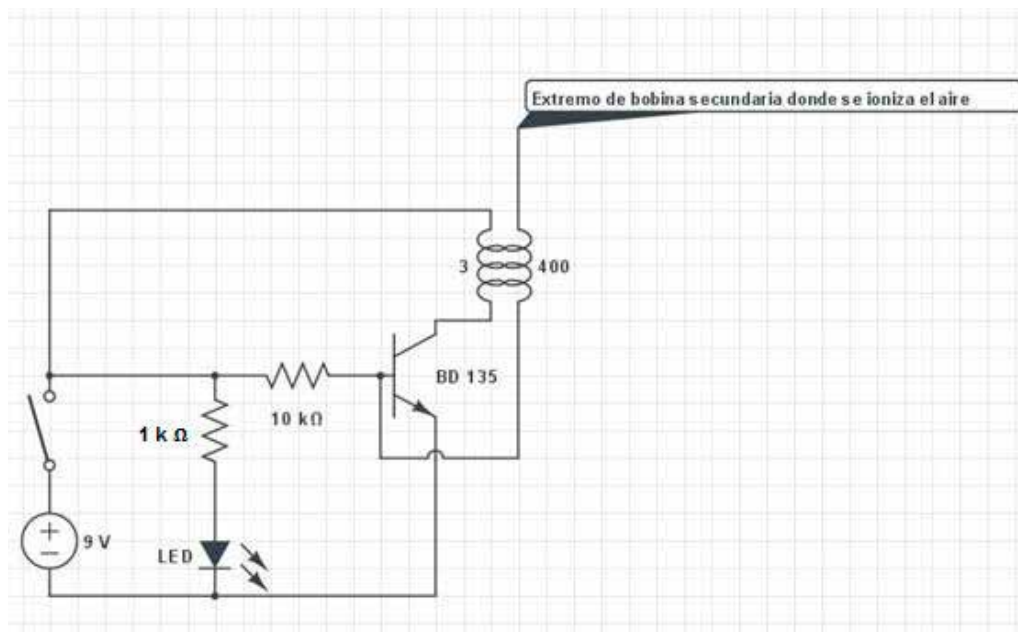 Extremo de bobina secundaria donde se ioniza el aire
3
400
BD 135
10 kΩ
1 k Ω
9 V
LED